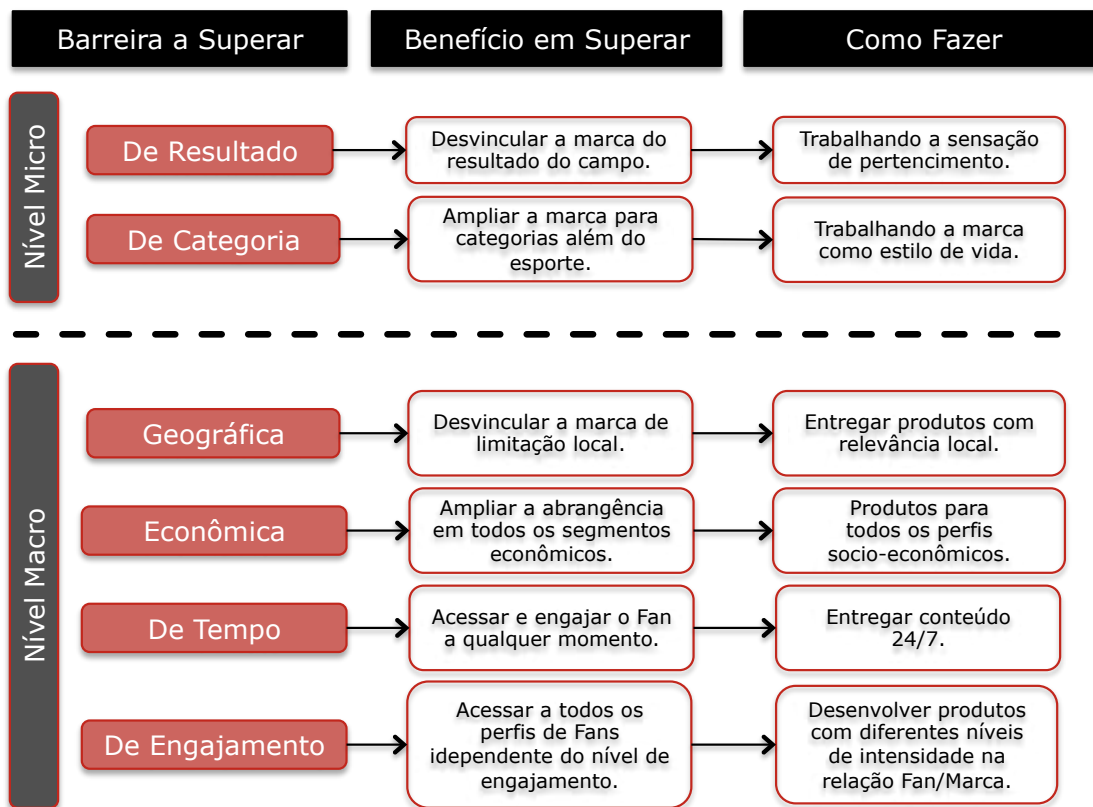 Barreira a Superar
Benefício em Superar
Como Fazer
Nível Micro
De Resultado
Desvincular a marca do
resultado do campo.
Trabalhando a sensação
de pertencimento.
De Categoria
Ampliar a marca para
categorias além do
esporte.
Trabalhando a marca
como estilo de vida.
Nível Macro
Geográfica
Desvincular a marca de
limitação local.
Entregar produtos com
relevância local.
Econômica
Ampliar a abrangência
em todos os segmentos
econômicos.
Produtos para
todos os perfis
socio-econômicos.
De Tempo
Acessar e engajar o Fan
a qualquer momento.
Entregar conteúdo
24/7.
De Engajamento
Acessar a todos os
perfis de Fans
idependente do nível de
engajamento.
Desenvolver produtos
com diferentes níveis
de intensidade na
relação Fan/Marca.